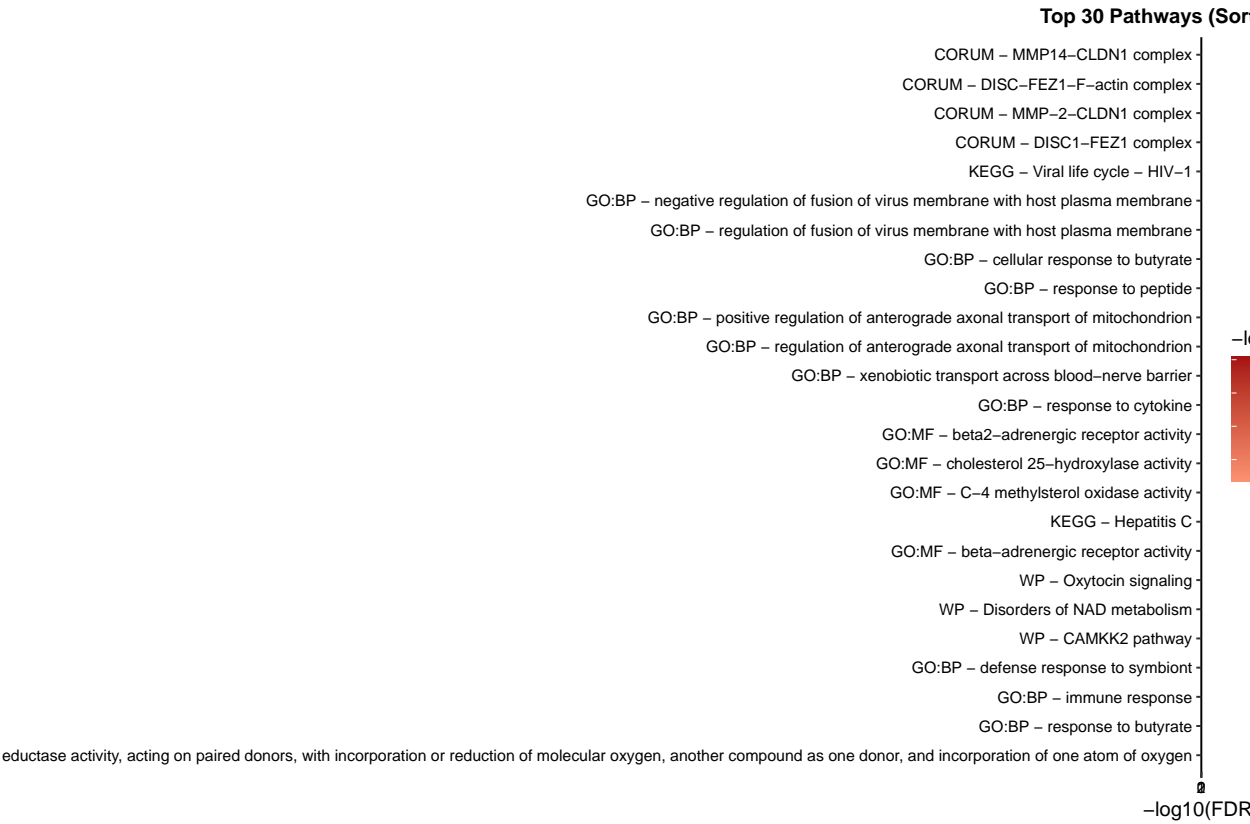 Top 30 Pathways (Sor
CORUM − MMP14−CLDN1 complex
CORUM − DISC−FEZ1−F−actin complex
CORUM − MMP−2−CLDN1 complex
CORUM − DISC1−FEZ1 complex
KEGG − Viral life cycle − HIV−1
GO:BP − negative regulation of fusion of virus membrane with host plasma membrane
GO:BP − regulation of fusion of virus membrane with host plasma membrane
GO:BP − cellular response to butyrate
GO:BP − response to peptide
GO:BP − positive regulation of anterograde axonal transport of mitochondrion
GO:BP − regulation of anterograde axonal transport of mitochondrion
−l
GO:BP − xenobiotic transport across blood−nerve barrier
GO:BP − response to cytokine
GO:MF − beta2−adrenergic receptor activity
GO:MF − cholesterol 25−hydroxylase activity
GO:MF − C−4 methylsterol oxidase activity
KEGG − Hepatitis C
GO:MF − beta−adrenergic receptor activity
WP − Oxytocin signaling
WP − Disorders of NAD metabolism
WP − CAMKK2 pathway
GO:BP − defense response to symbiont
GO:BP − immune response
GO:BP − response to butyrate
eductase activity, acting on paired donors, with incorporation or reduction of molecular oxygen, another compound as one donor, and incorporation of one atom of oxygen
−log10(FDR